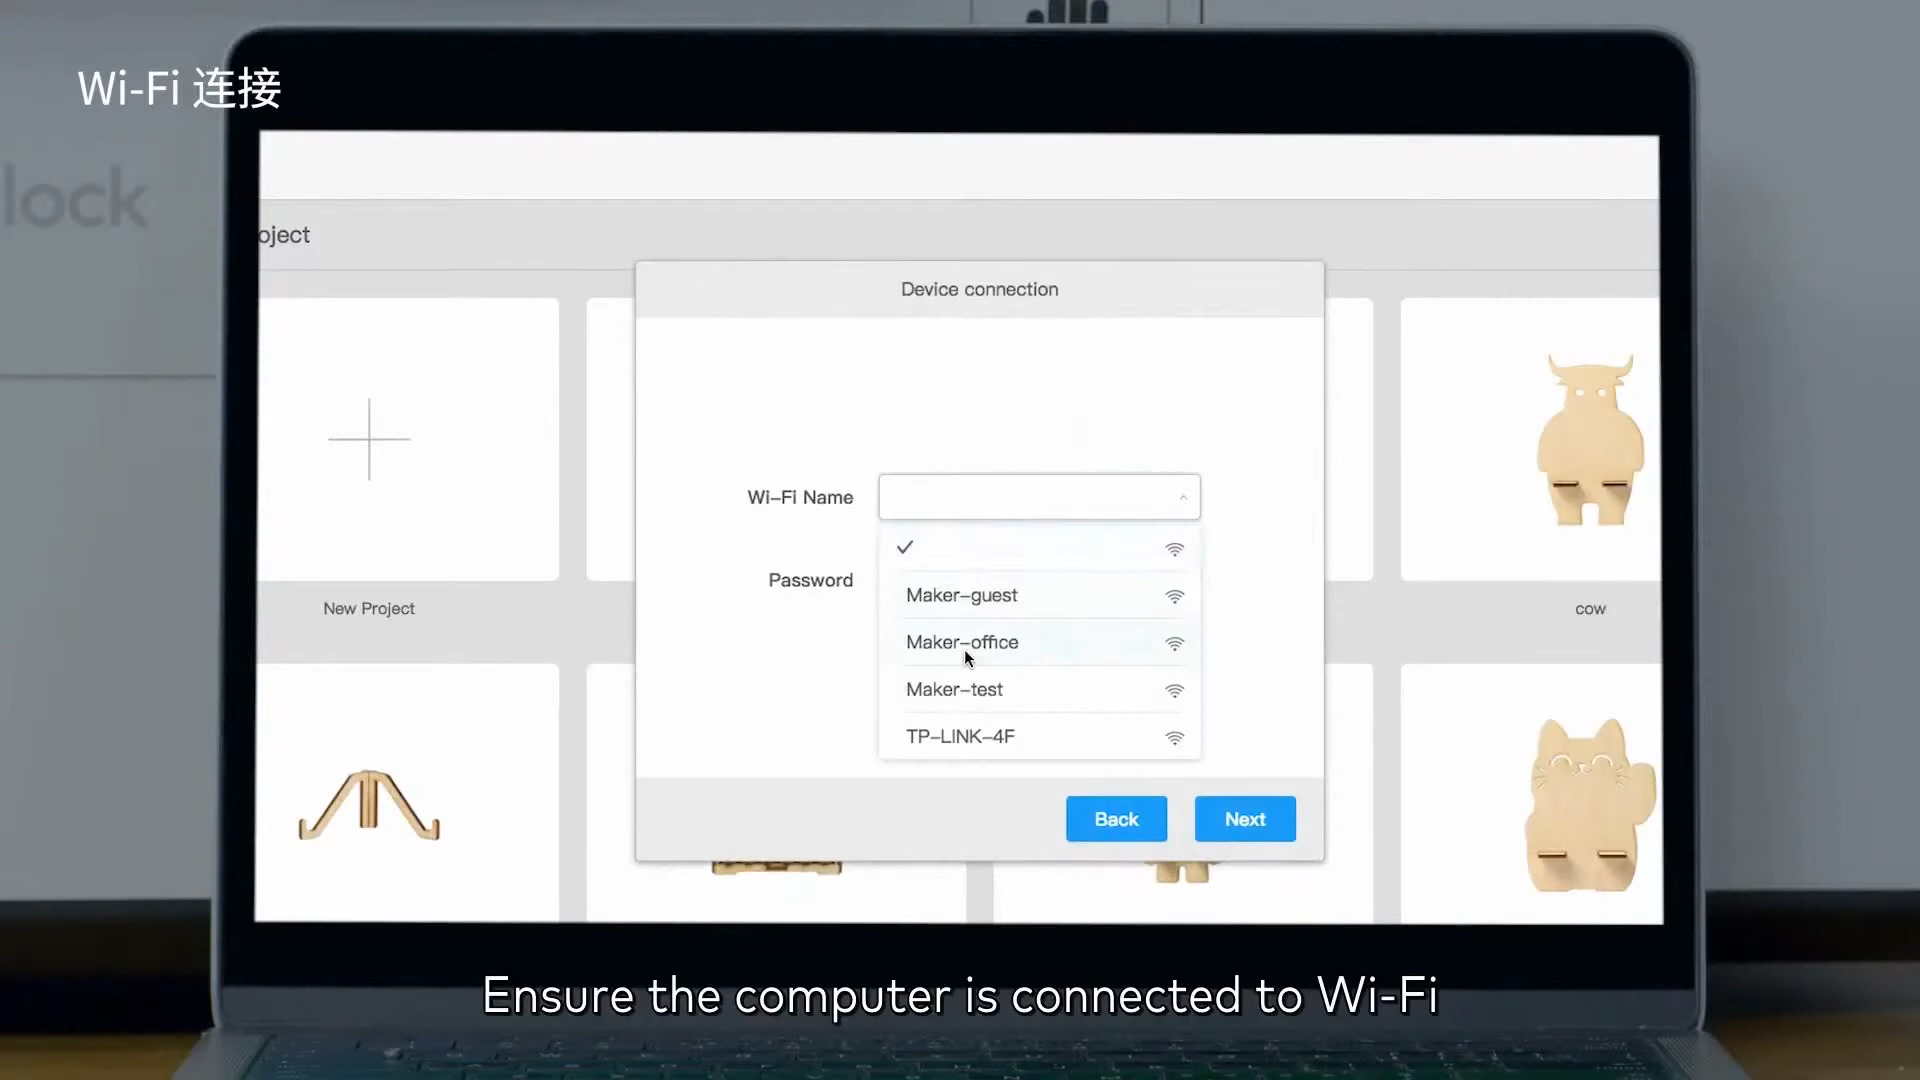 Wi-Fi 连接
lock
oject
Device connection
Wi-Fi Name
Maker-guest
Password
Maker-office
Maker-test
TP-LINK-4F
New Project
cow
Back
Next
Ensure the computer is connected to Wi-Fi